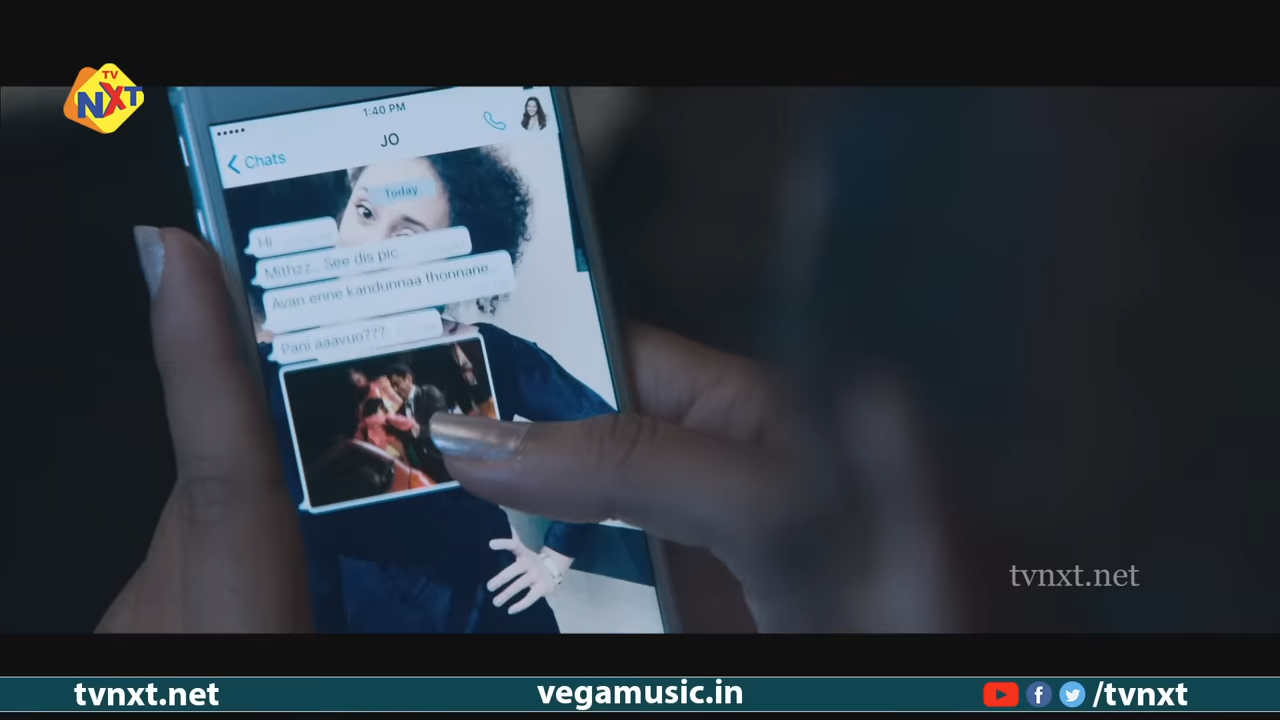 TV
NXT
1:40 PM
JO
Chats
Today
Hi
Mithzz.. See dis pic..
Avan enne kandunnaa thonnane..
Pani aaavuo???
tvnxt.net
tvnxt.net
vegamusic.in
/tvnxt